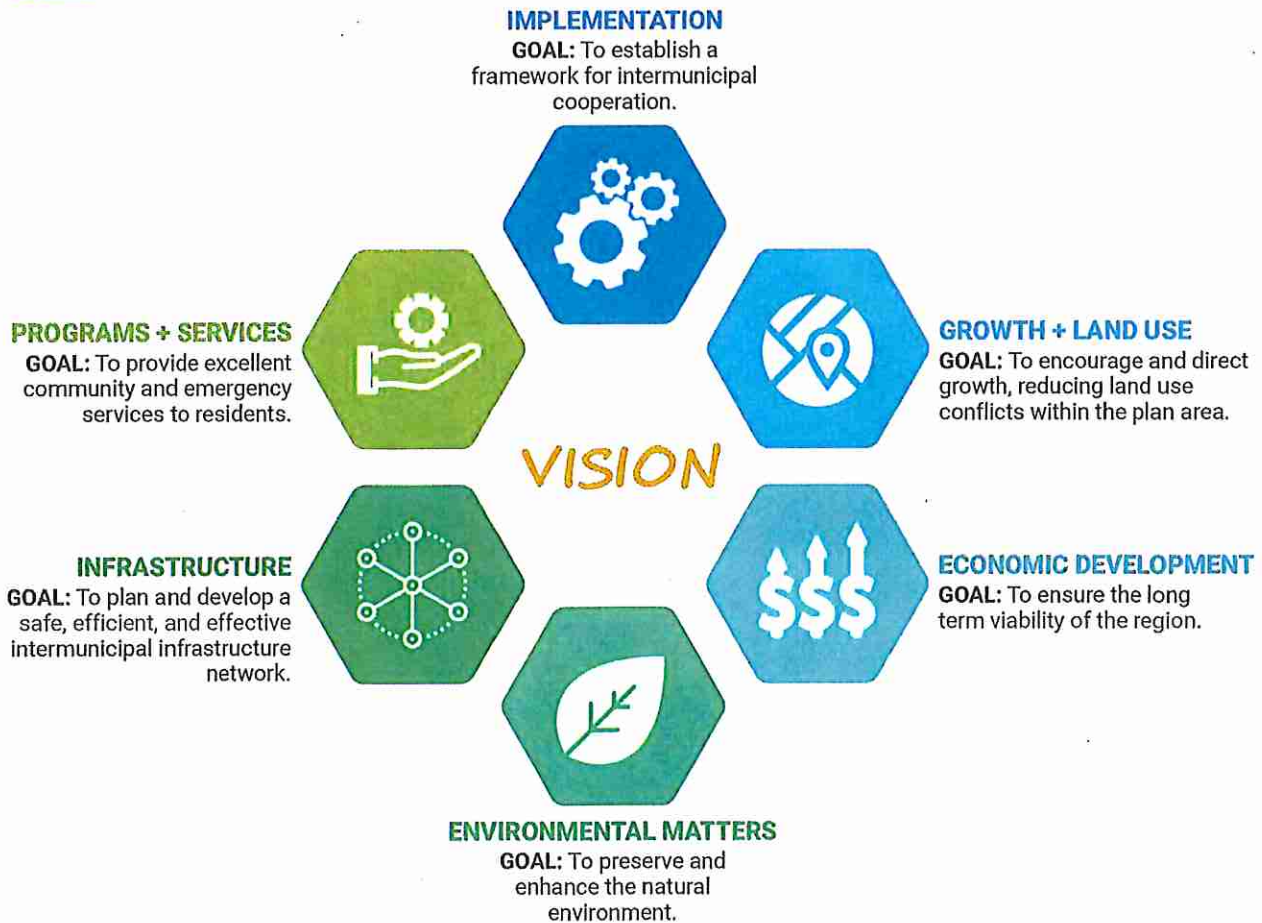 IMPLEMENTATION
GOAL: To establish a
framework for intermunicipal
cooperation.
PROGRAMS + SERVICES
GOAL: To provide excellent
community and emergency
services to residents.
GROWTH + LAND USE
GOAL: To encourage and direct
growth, reducing land use
conflicts within the plan area.
VISION
INFRASTRUCTURE
GOAL: To plan and develop a
safe, efficient, and effective
intermunicipal infrastructure
network.
$$$
ECONOMIC DEVELOPMENT
GOAL: To ensure the long
term viability of the region.
ENVIRONMENTAL MATTERS
GOAL: To preserve and
enhance the natural
environment.